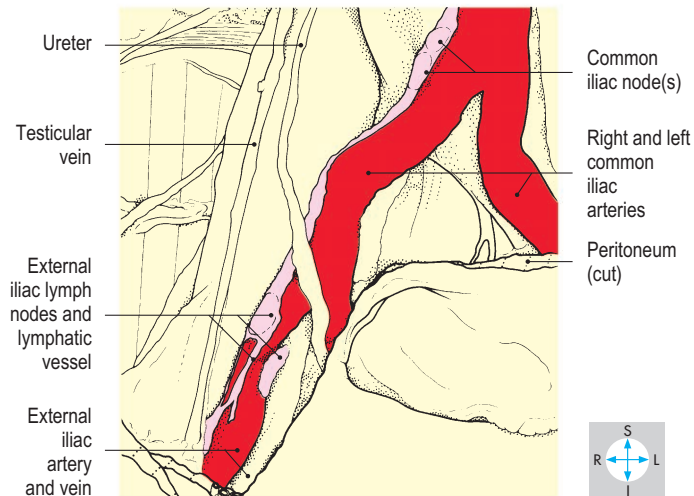 Ureter
Testicular
vein
External
iliac lymph
nodes and
lymphatic
vessel
External
iliac
artery
and vein
Common
iliac node(s)
Right and left
common
iliac
arteries
Peritoneum
(cut)
S
R L
I